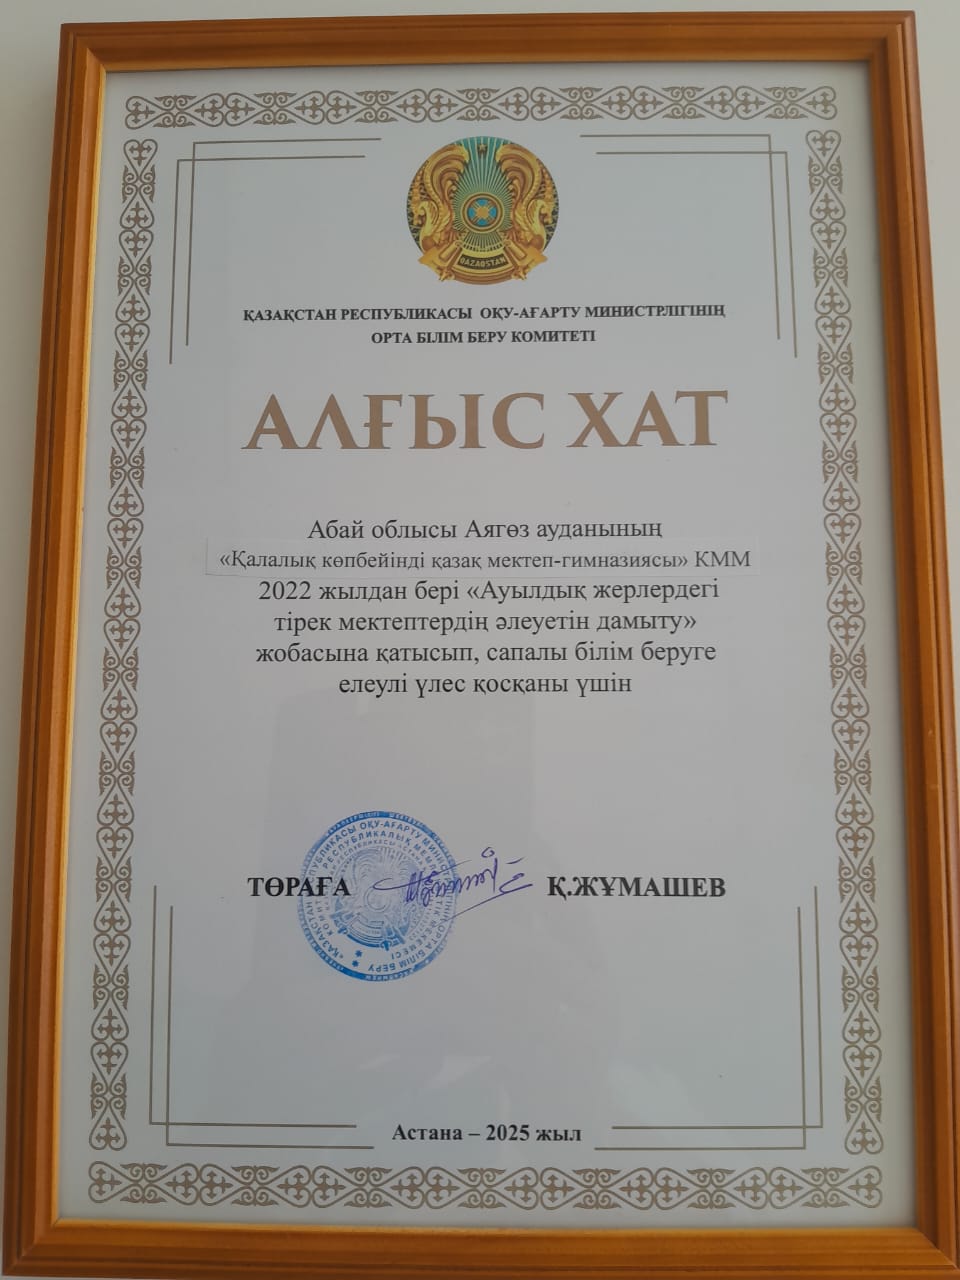 QAZAQSTAN
ҚАЗАҚСТАН РЕСПУБЛИКАСЫ ОҚУ-АҒАРТУ МИНИСТРЛІГІНІҢ
ОРТА БІЛІМ БЕРУ КОМИТЕТІ
АЛҒЫС ХАТ
Абай облысы Аягөз ауданының
«Қалалық көпбейінді қазақ мектеп-гимназиясы» КММ
2022 жылдан бері «Ауылдық жерлердегі
тірек мектептердің әлеуетін дамыту»
жобасына қатысып, сапалы білім беруге
елеулі үлес қосқаны үшін
ТӨРАҒА Қ.ЖҰМАШЕВ
Астана – 2025 жыл